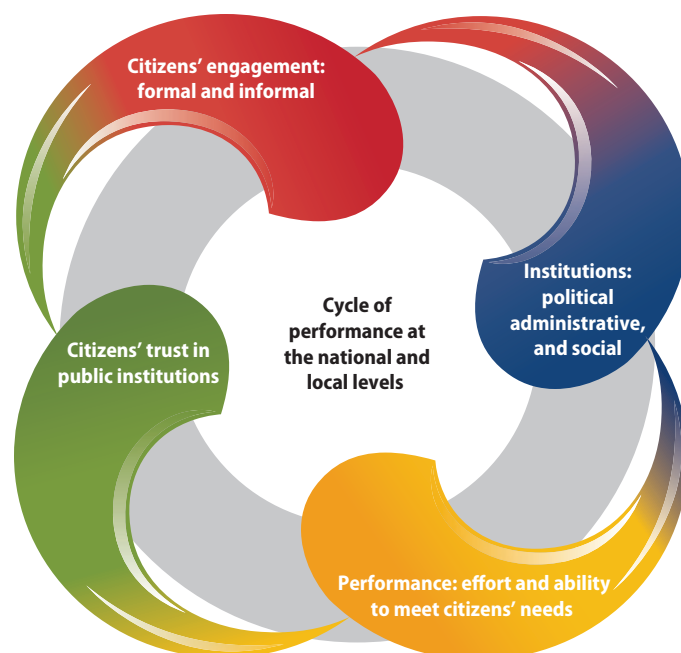 Citizens’ engagement:
formal and informal
Institutions:
political
administrative,
and social
Cycle of
performance at
the national and
local levels
Citizens’ trust in
public institutions
Performance: effort and ability
to meet citizens’ needs